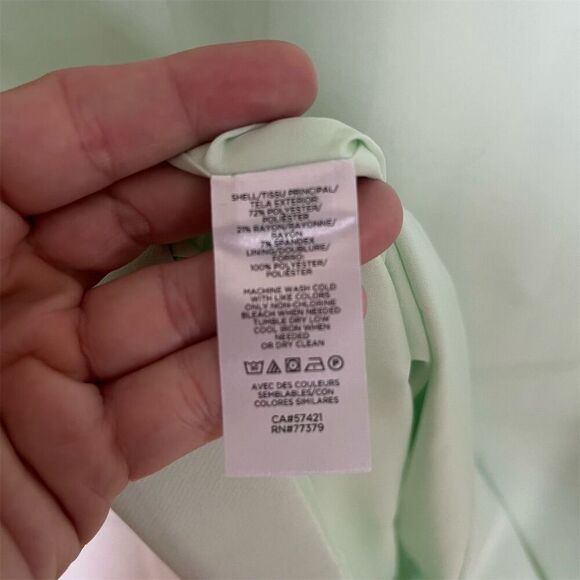 SHELL/TISSU PRINCIPAL/
TELA EXTERIOR
72% POLYESTER/
POLIÉSTER
21% RAYON/RAYONNE/
RAYÓN
7% SPANDEX
LINING/DOUBLURE/
FORRO
100% POLYESTER/
POLIÉSTER
MACHINE WASH COLD
WITH LIKE COLORS
ONLY NON-CHLORINE
BLEACH WHEN NEEDED
TUMBLE DRY LOW
COOL IRON WHEN
NEEDED
OR DRY CLEAN
P
AVEC DES COULEURS
SEMBLABLES/CON
COLORES SIMILARES
CA#57421
RN#77379